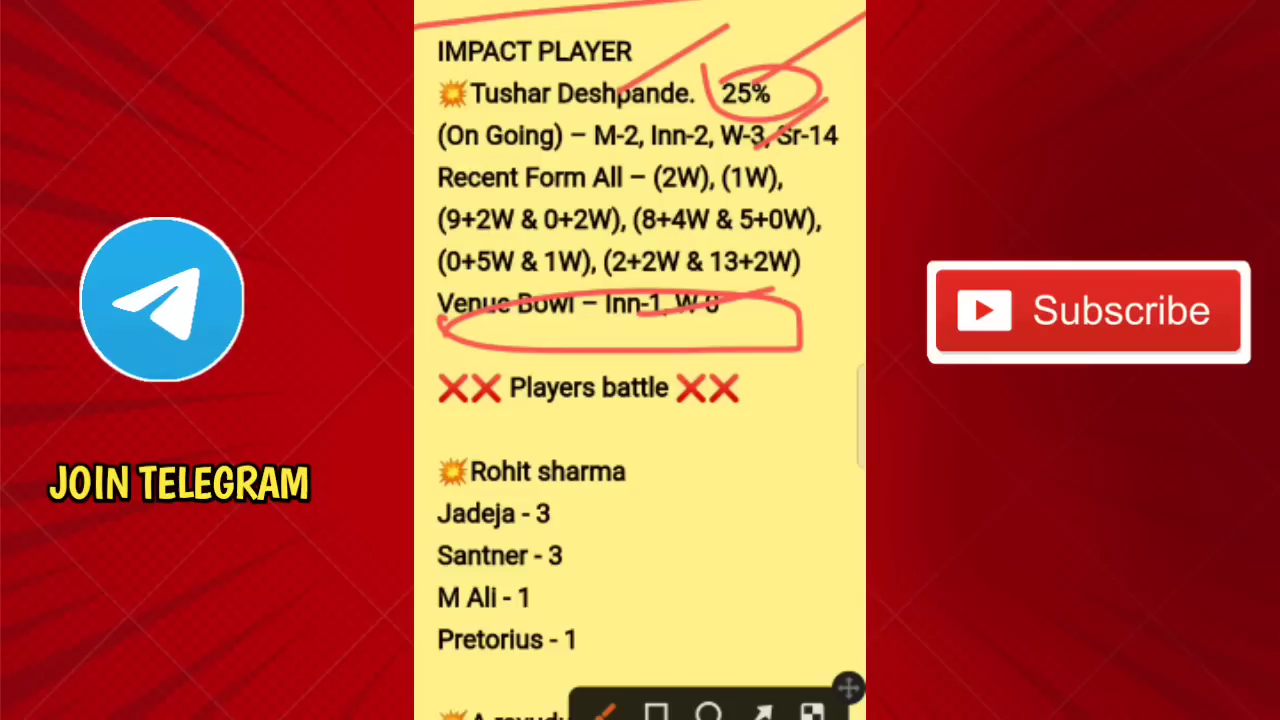 IMPACT PLAYER
💥Tushar Deshpande. 25%
(On Going) – M-2, Inn-2, W-3, Sr-14
Recent Form All – (2W), (1W),
(9+2W & 0+2W), (8+4W & 5+0W),
(0+5W & 1W), (2+2W & 13+2W)
Venue Bowl – Inn-1, W-0
❌❌ Players battle ❌❌
💥Rohit sharma
Jadeja - 3
Santner - 3
M Ali - 1
Pretorius - 1
JOIN TELEGRAM
Subscribe